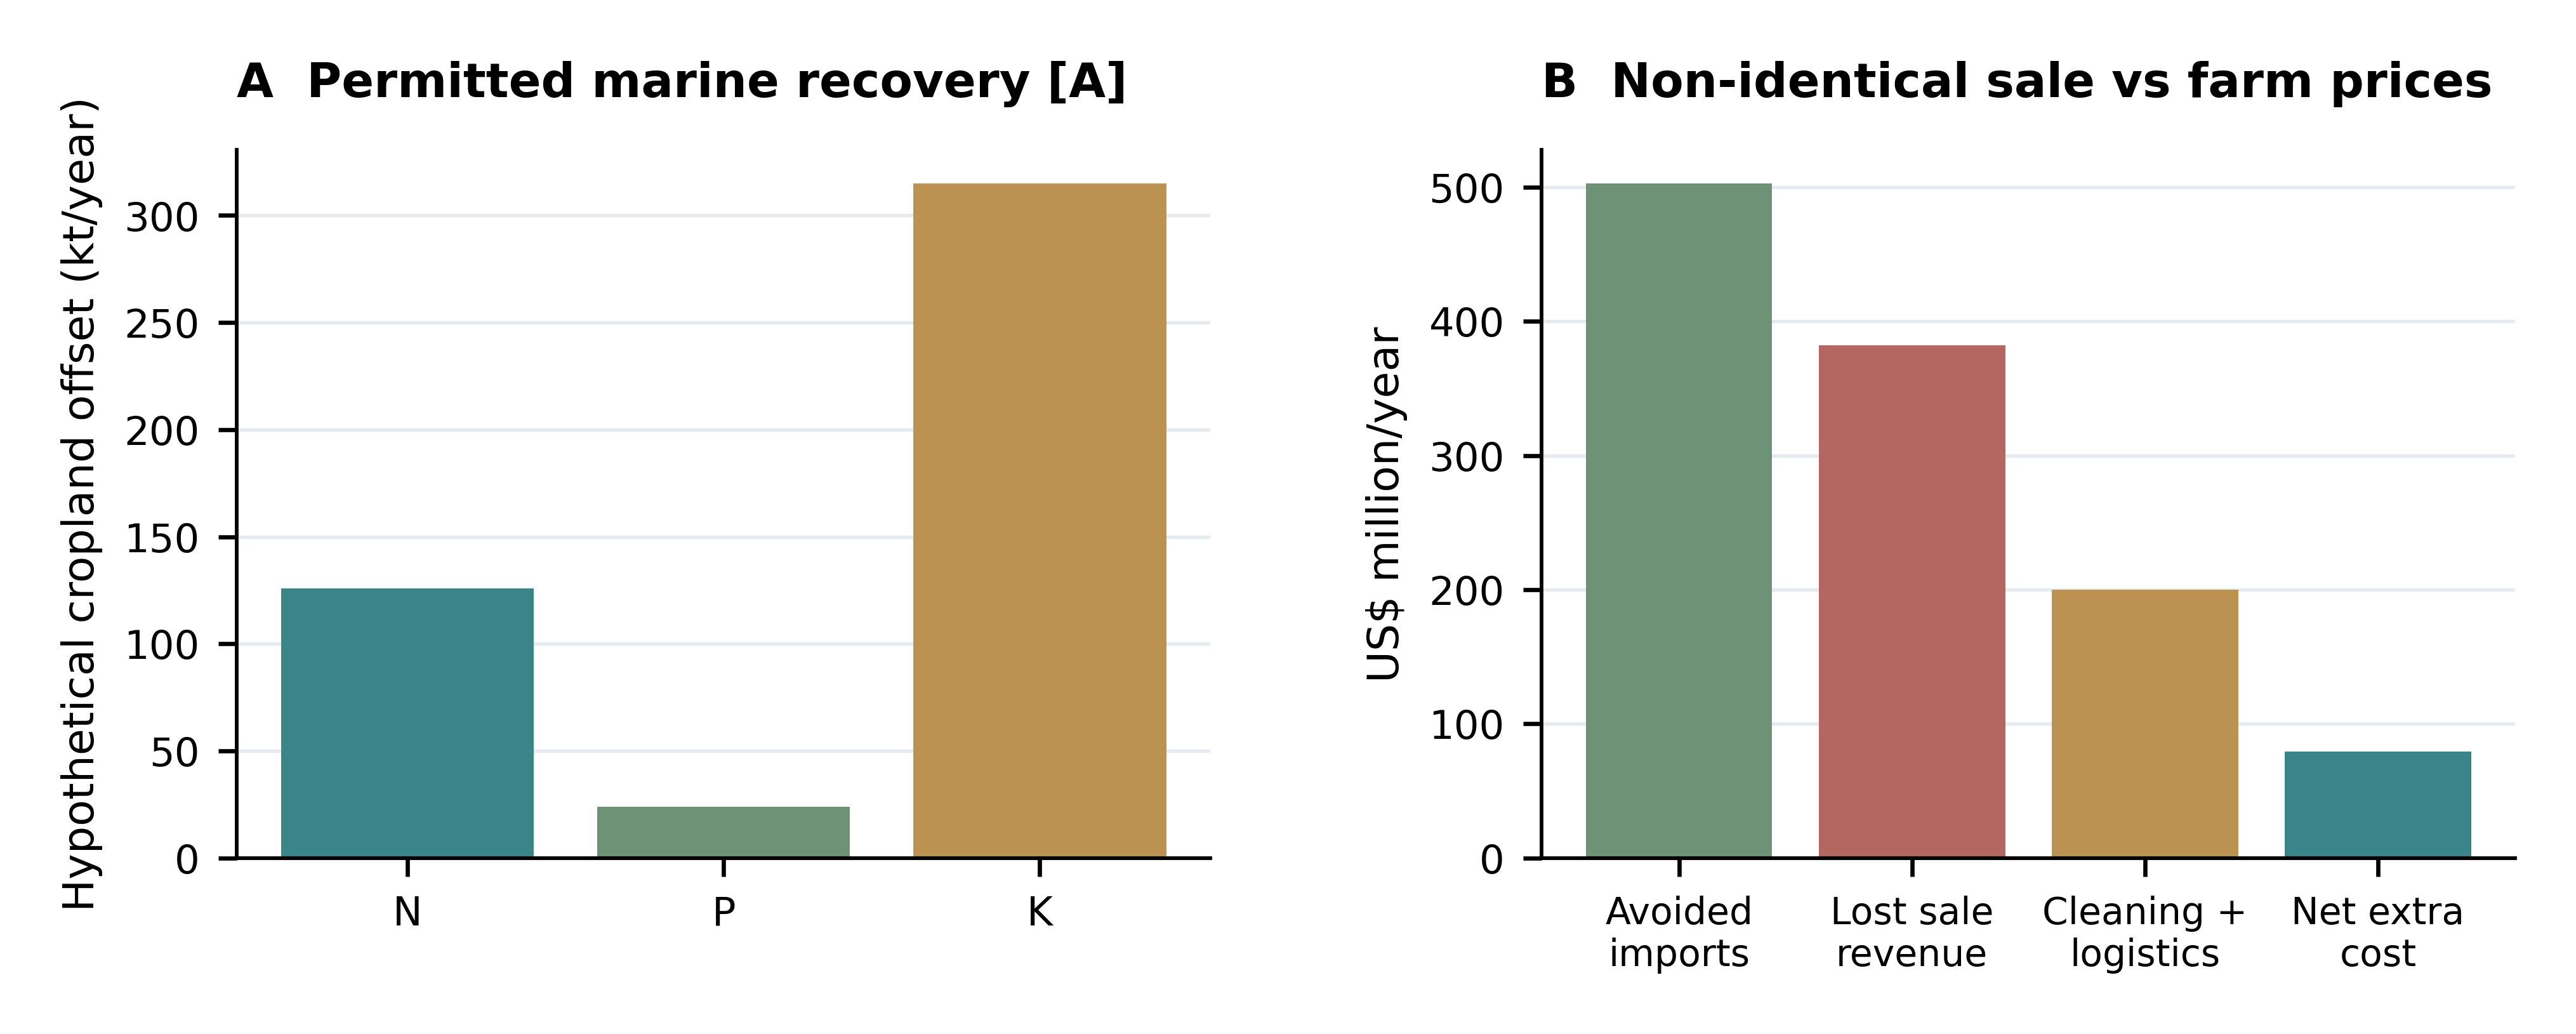 A  Permitted marine recovery [A]
Hypothetical cropland offset (kt/year)
300
250
200
150
100
50
0
N
P
K
B  Non-identical sale vs farm prices
US$ million/year
500
400
300
200
100
0
Avoided
imports
Lost sale
revenue
Cleaning +
logistics
Net extra
cost